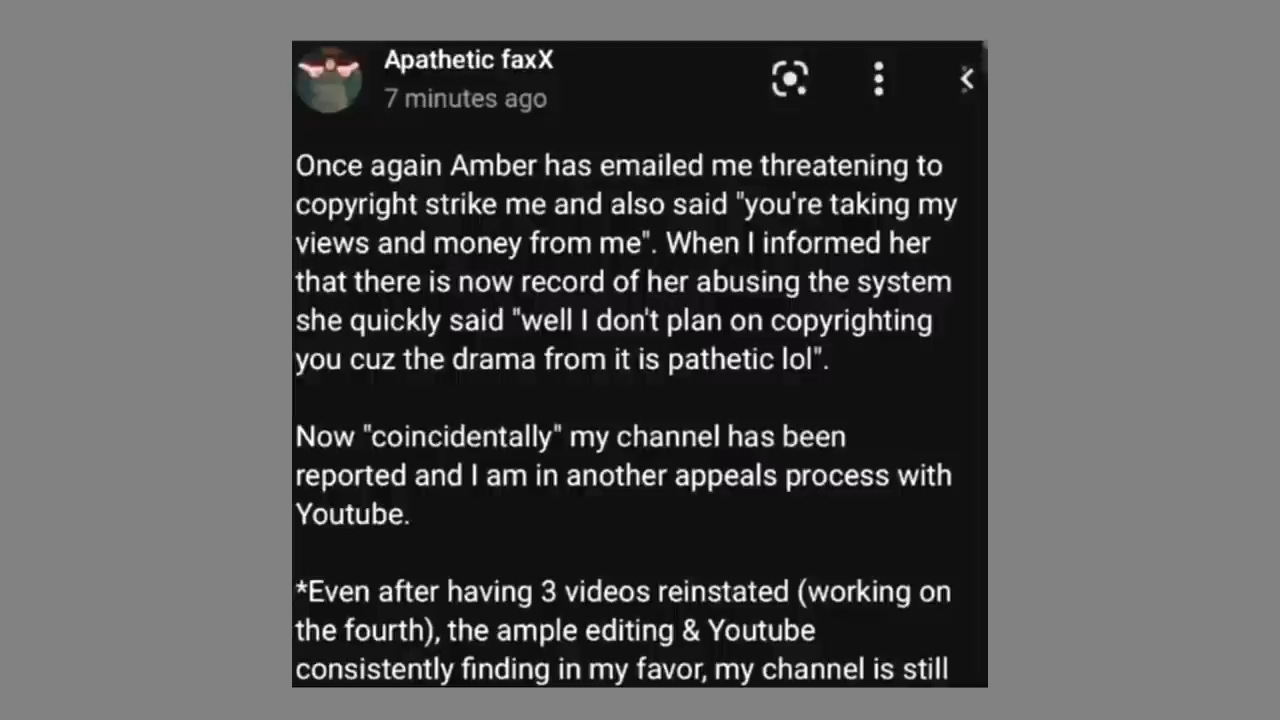 Apathetic faxX
7 minutes ago
Once again Amber has emailed me threatening to
copyright strike me and also said "you're taking my
views and money from me". When I informed her
that there is now record of her abusing the system
she quickly said "well I don't plan on copyrighting
you cuz the drama from it is pathetic lol".
Now "coincidentally" my channel has been
reported and I am in another appeals process with
Youtube.
*Even after having 3 videos reinstated (working on
the fourth), the ample editing & Youtube
consistently finding in my favor, my channel is still